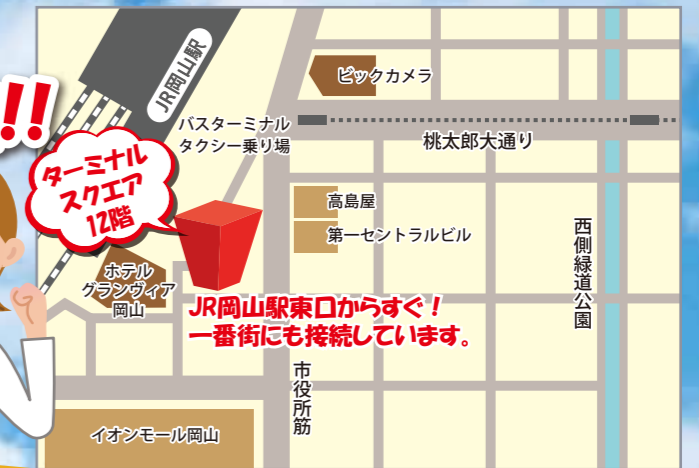 !!
JR岡山駅
ビックカメラ
バスターミナル
タクシー乗り場
桃太郎大通り
ターミナル
スクエア
12階
高島屋
第一セントラルビル
西側緑道公園
ホテル
グランヴィア
岡山
JR岡山駅東口からすぐ!
一番街にも接続しています。
市役所筋
イオンモール岡山